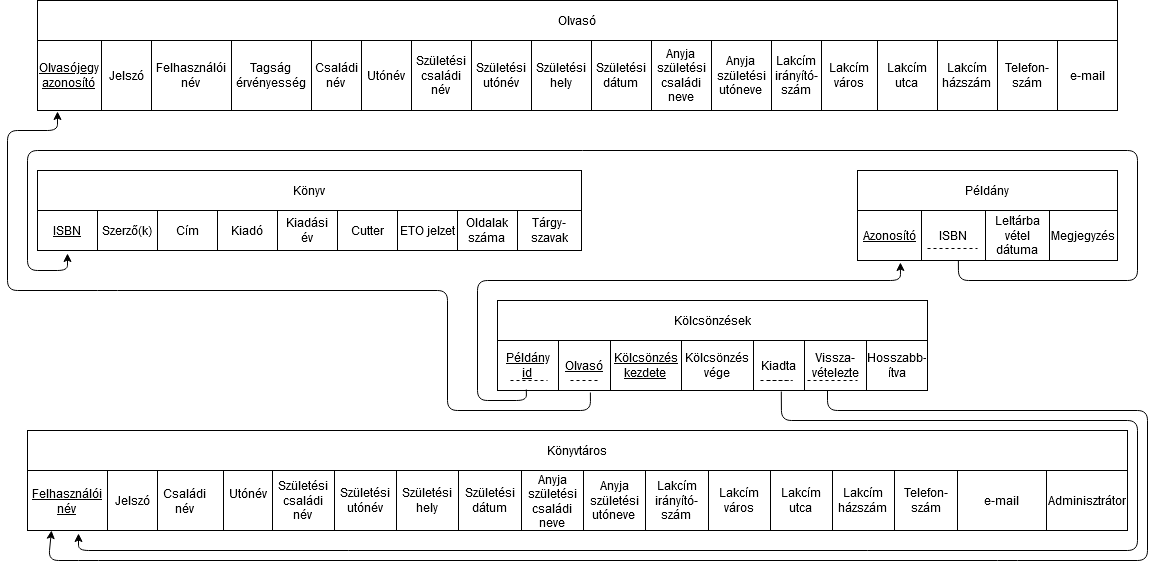 Olvasó
Olvasójegy
azonosító
Jelszó
Felhasználói
név
Tagság
érvényesség
Családi
név
Utónév
Születési
családi
név
Születési
utónév
Születési
hely
Születési
dátum
Anyja
születési
családi
neve
Anyja
születési
utóneve
Lakcím
irányító-
szám
Lakcím
város
Lakcím
utca
Lakcím
házszám
Telefon-
szám
e-mail
Könyv
ISBN
Szerző(k)
Cím
Kiadó
Kiadási
év
Cutter
ETO jelzet
Oldalak
száma
Tárgy-
szavak
Példány
Azonosító
ISBN
Leltárba
vétel
dátuma
Megjegyzés
Kölcsönzések
Példány
id
Olvasó
Kölcsönzés
kezdete
Kölcsönzés
vége
Kiadta
Vissza-
vételezte
Hosszabb-
ítva
Könyvtáros
Felhasználói
név
Jelszó
Családi
név
Utónév
Születési
családi
név
Születési
utónév
Születési
hely
Születési
dátum
Anyja
születési
családi
neve
Anyja
születési
utóneve
Lakcím
irányító-
szám
Lakcím
város
Lakcím
utca
Lakcím
házszám
Telefon-
szám
e-mail
Adminisztrátor